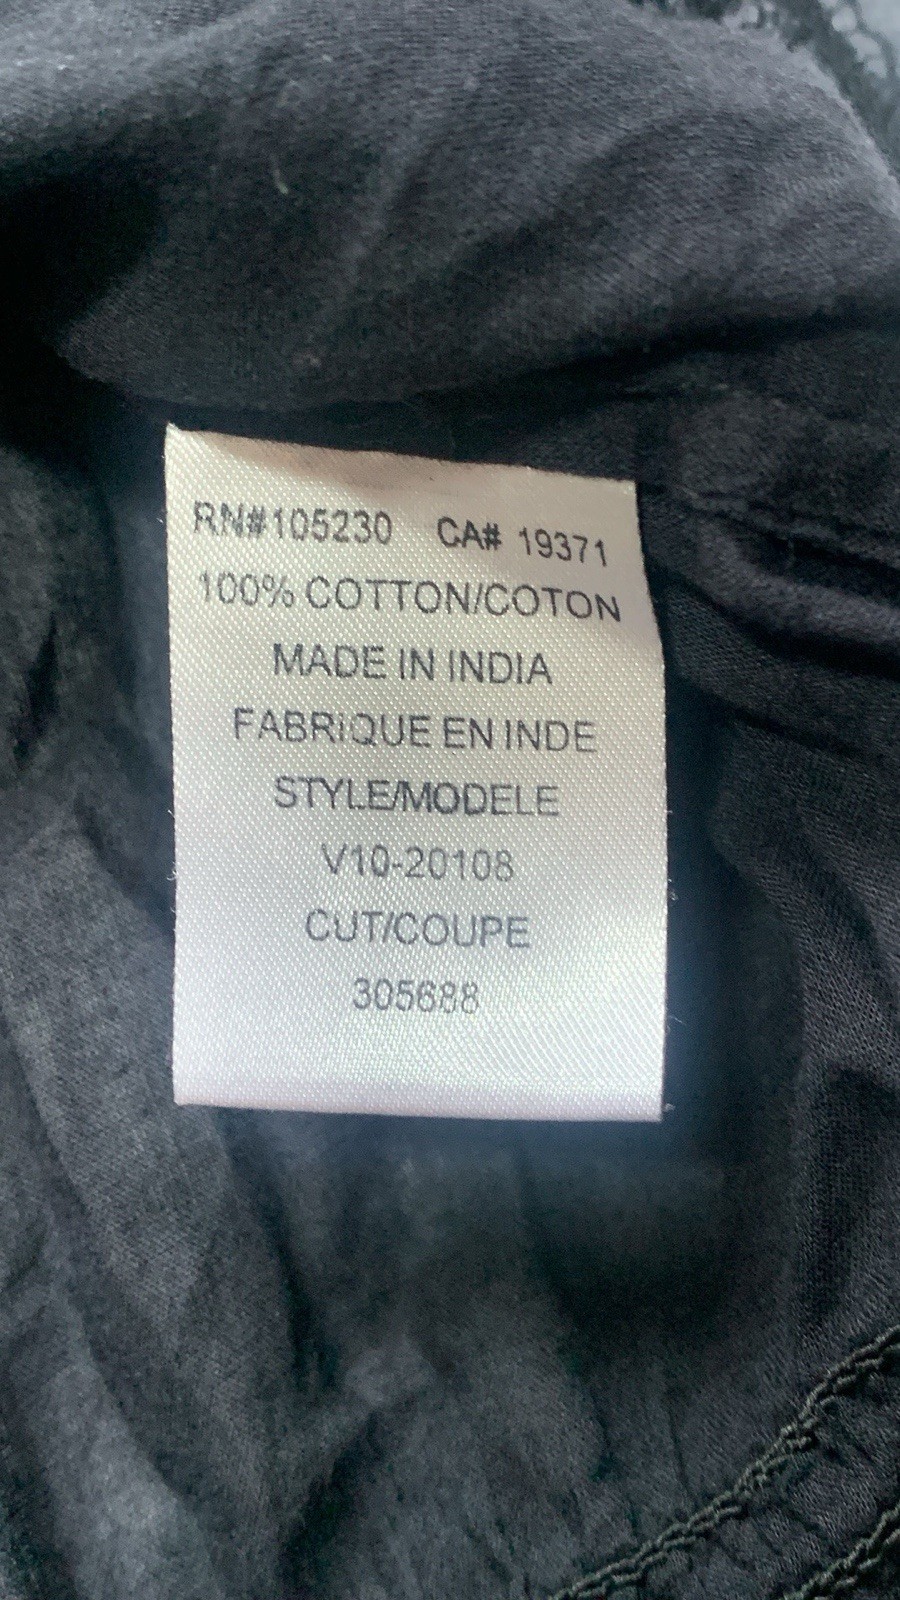 RN#105230 CA# 19371
100% COTTON/COTON
MADE IN INDIA
FABRIQUE EN INDE
STYLE/MODELE
V10-20108
CUT/COUPE
305688